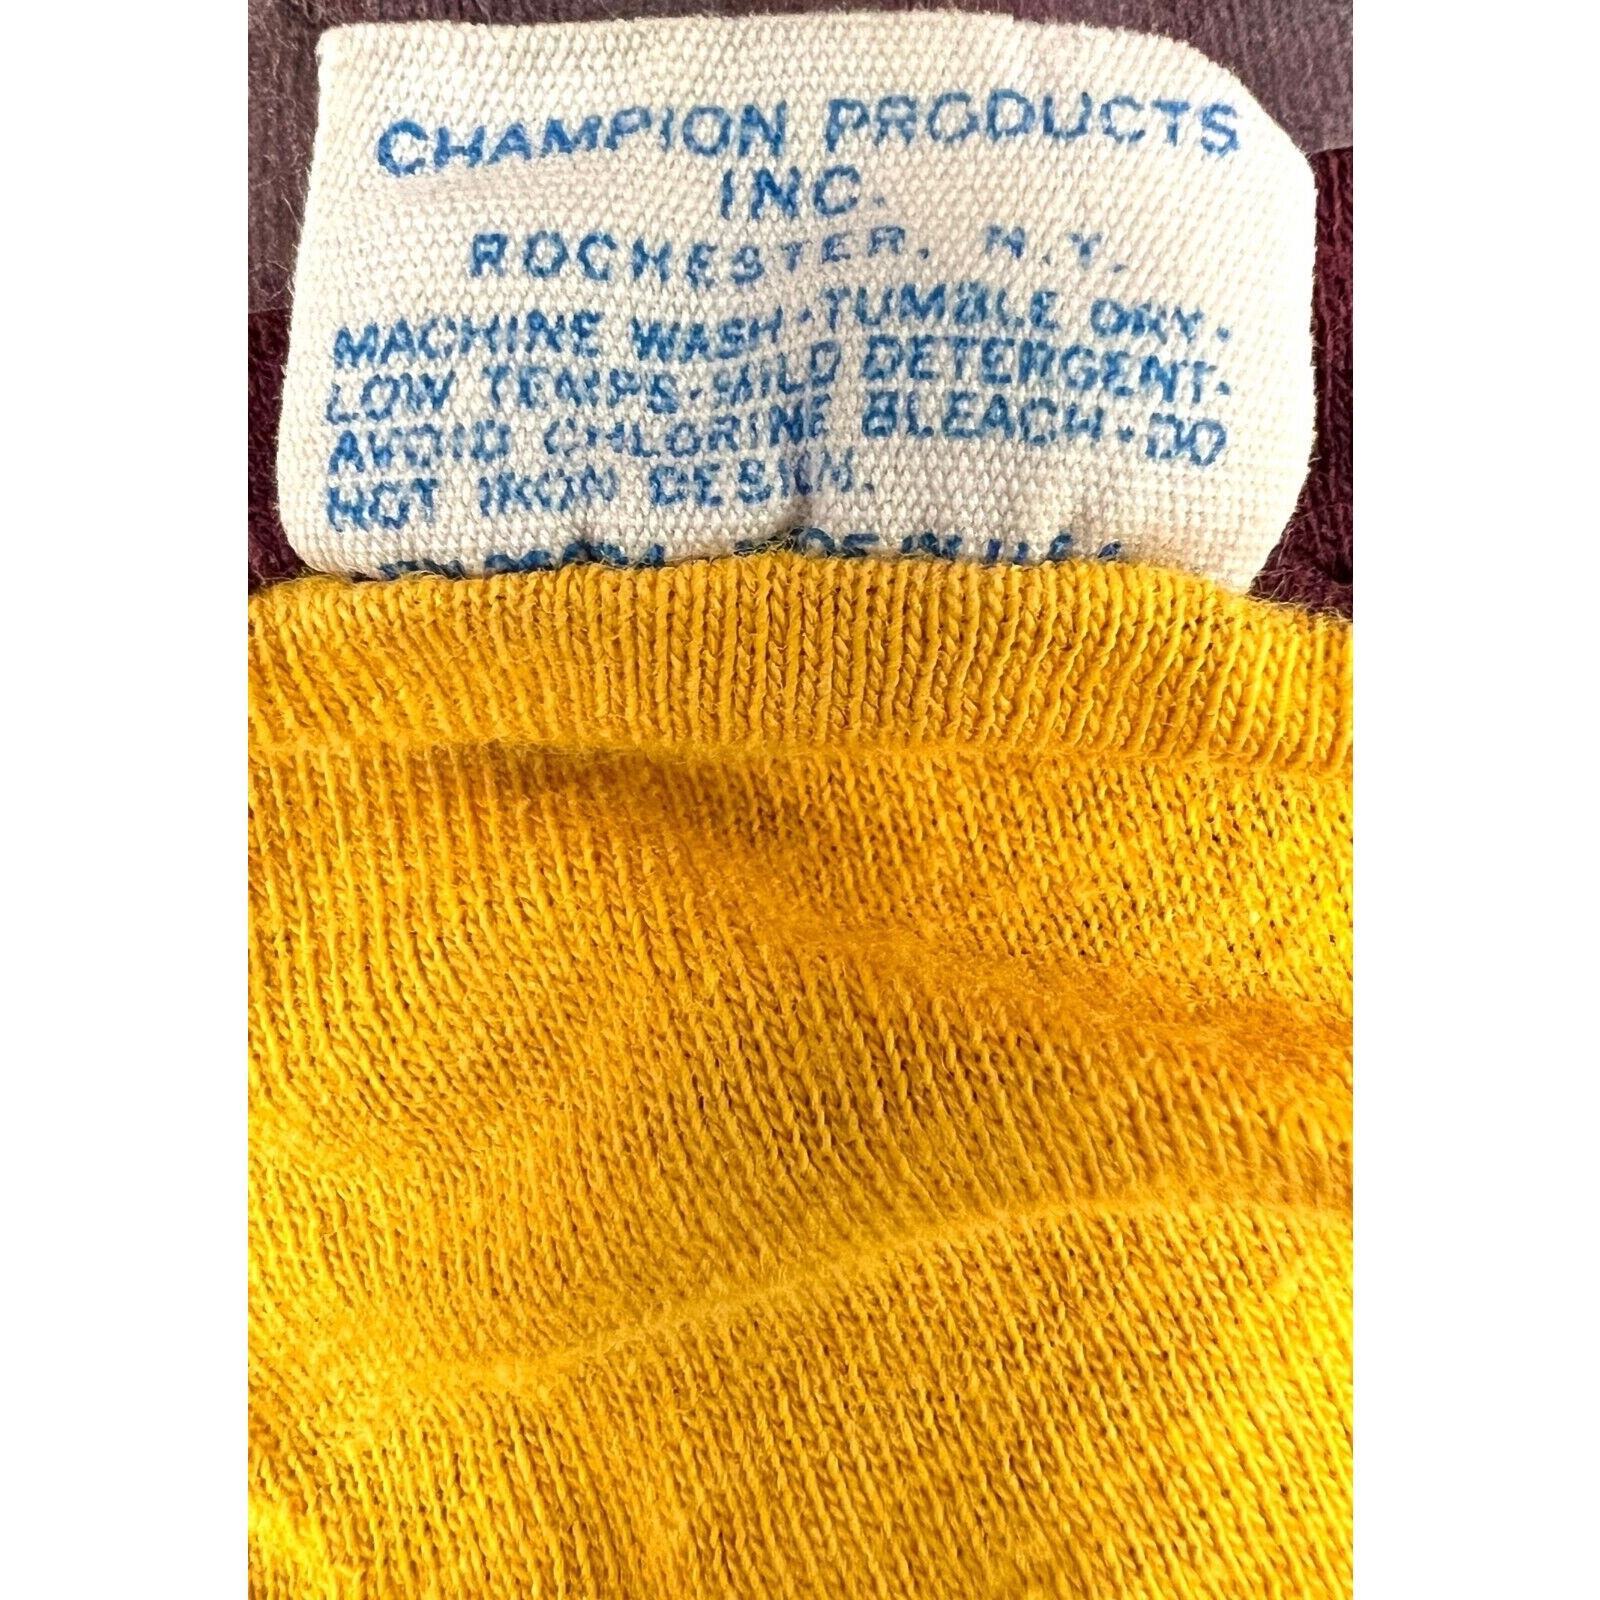 CHAMPION PRODUCTS
INC.
ROCHESTER, N.Y.
MACHINE WASH-TUMBLE DRY-
LOW TEMPS-MILD DETERGENT-
AVOID CHLORINE BLEACH-DO
NOT IRON DESIGN.
IN U.S.A.